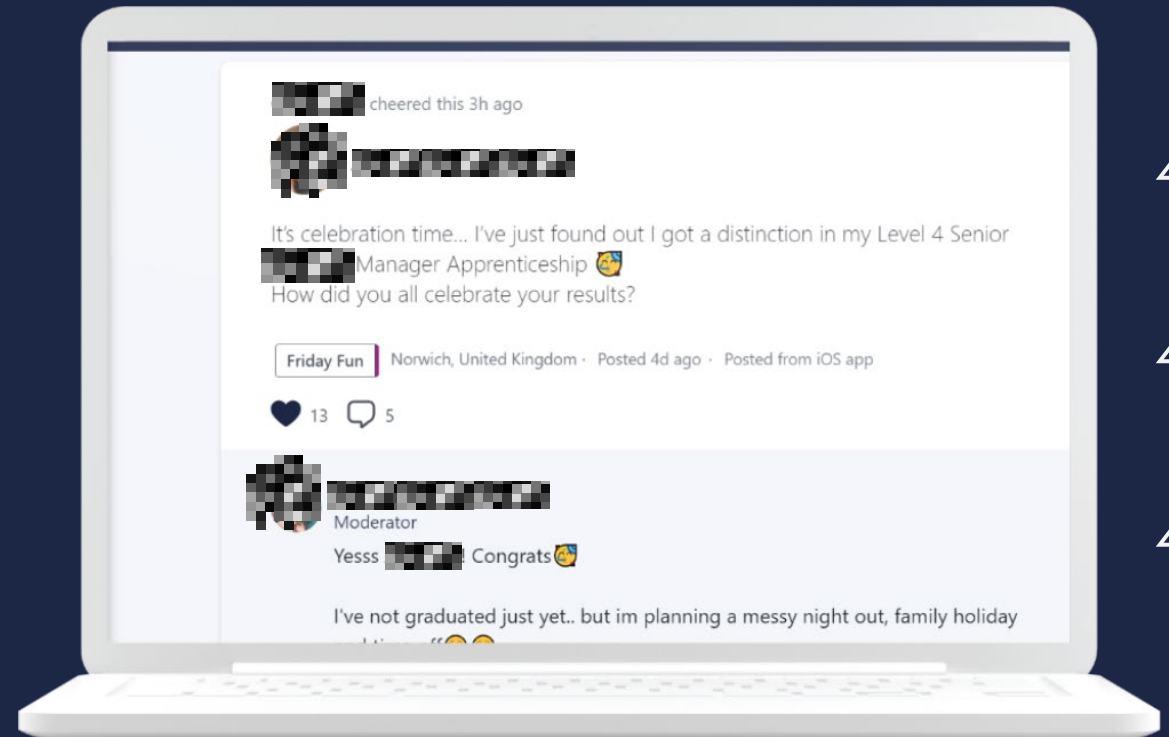 cheered this 3h ago
It's celebration time... I've just found out I got a distinction in my Level 4 Senior
Manager Apprenticeship 🥳
How did you all celebrate your results?
Friday Fun Norwich, United Kingdom · Posted 4d ago · Posted from iOS app
13 5
Moderator
Yesss ! Congrats🥳
I've not graduated just yet.. but im planning a messy night out, family holiday